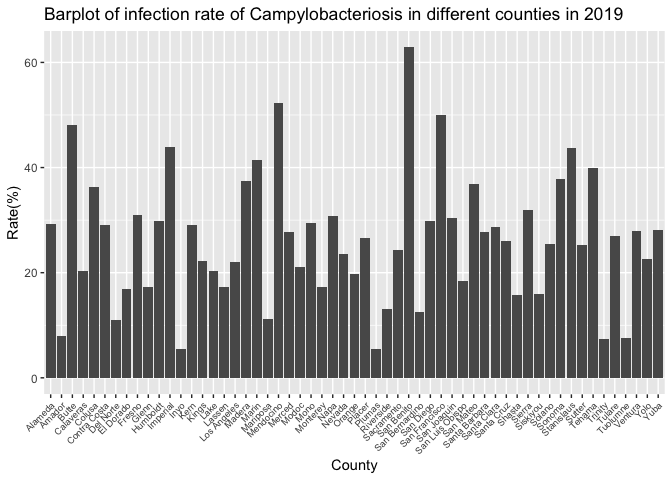 Barplot of infection rate of Campylobacteriosis in different counties in 2019
60
40
20
0
Rate(%)
Alameda
Amador
Butte
Calaveras
Colusa
Contra Costa
Del Norte
El Dorado
Fresno
Glenn
Humboldt
Imperial
Inyo
Kern
Kings
Lake
Lassen
Los Angeles
Madera
Marin
Mariposa
Mendocino
Merced
Modoc
Mono
Monterey
Napa
Nevada
Orange
Placer
Plumas
Riverside
Sacramento
San Benito
San Bernardino
San Diego
San Francisco
San Joaquin
San Luis Obispo
San Mateo
Santa Barbara
Santa Clara
Santa Cruz
Shasta
Sierra
Siskiyou
Solano
Sonoma
Stanislaus
Sutter
Tehama
Trinity
Tulare
Tuolumne
Ventura
Yolo
Yuba
County